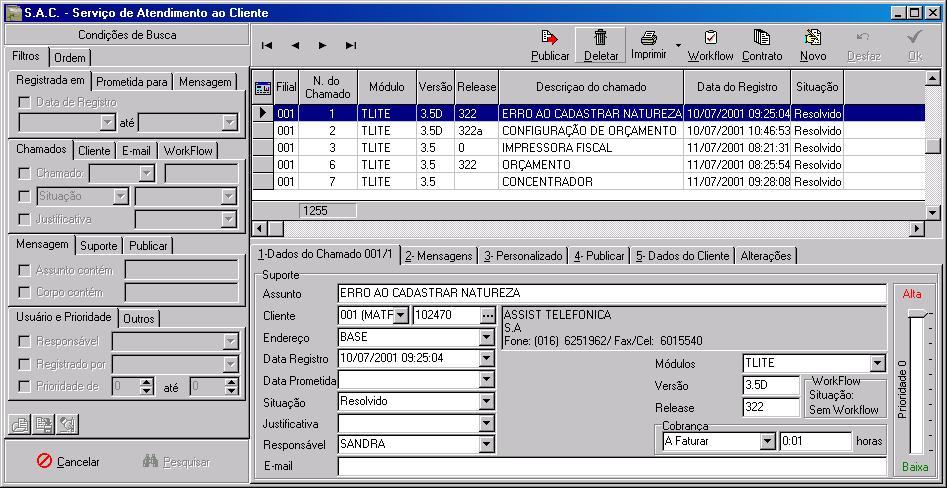 S.A.C. - Serviço de Atendimento ao Cliente
Condições de Busca
Filtros Ordem
Registrada em Prometida para Mensagem
Data de Registro
até
Chamados Cliente E-mail WorkFlow
Chamado:
Situação
Justificativa
Mensagem Suporte Publicar
Assunto contém
Corpo contém
Usuário e Prioridade Outros
Responsável
Registrado por
Prioridade de 0 até 0
Cancelar Pesquisar
Publicar Deletar Imprimir Workflow Contrato Novo Desfaz Ok
Filial N. do Chamado Módulo Versão Release Descriçao do chamado Data do Registro Situação
001 1 TLITE 3.5D 322 ERRO AO CADASTRAR NATUREZA 10/07/2001 09:25:04 Resolvido
001 2 TLITE 3.5D 322a CONFIGURAÇÃO DE ORÇAMENTO 10/07/2001 10:46:53 Resolvido
001 3 TLITE 3.5 0 IMPRESSORA FISCAL 11/07/2001 08:21:31 Resolvido
001 6 TLITE 3.5 322 ORÇAMENTO 11/07/2001 08:25:54 Resolvido
001 7 TLITE 3.5 CONCENTRADOR 11/07/2001 09:28:08 Resolvido
1255
1-Dados do Chamado 001/1 2- Mensagens 3- Personalizado 4- Publicar 5- Dados do Cliente Alterações
Suporte
Assunto ERRO AO CADASTRAR NATUREZA
Cliente 001 (MATF 102470 ...
ASSIST TELEFONICA
S.A
Fone: (016) 6251962/ Fax/Cel: 6015540
Endereço BASE
Data Registro 10/07/2001 09:25:04
Data Prometida
Situação Resolvido
Justificativa
Responsável SANDRA
E-mail
Módulos TLITE
Versão 3.5D
Release 322
WorkFlow
Situação:
Sem Workflow
Cobrança
A Faturar 0:01 horas
Alta
Prioridade 0
Baixa